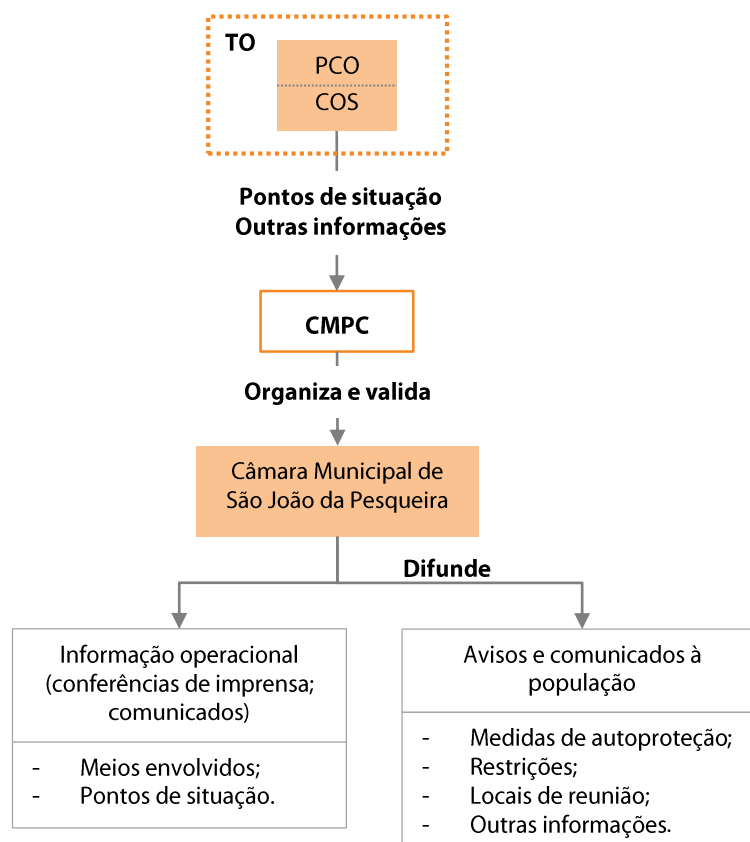 TO
PCO
COS
Pontos de situação
Outras informações
CMPC
Organiza e valida
Câmara Municipal de
São João da Pesqueira
Difunde
Informação operacional
(conferências de imprensa;
comunicados)
- Meios envolvidos;
- Pontos de situação.
Avisos e comunicados à
população
- Medidas de autoproteção;
- Restrições;
- Locais de reunião;
- Outras informações.